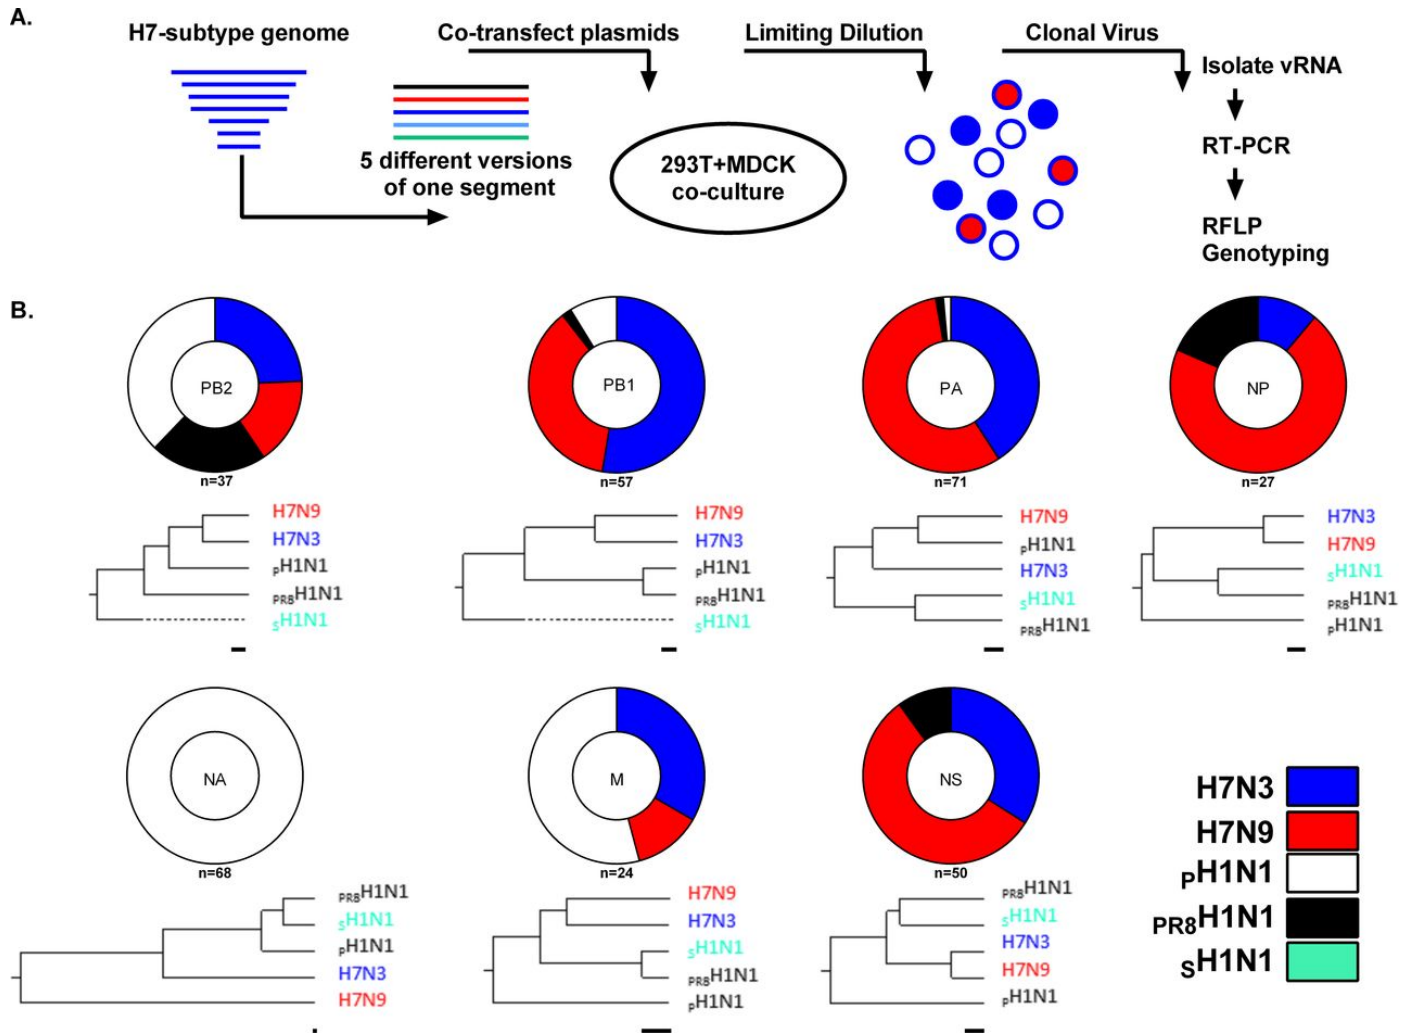 A.
H7-subtype genome
Co-transfect plasmids
Limiting Dilution
Clonal Virus
5 different versions
of one segment
293T+MDCK
co-culture
Isolate vRNA
RT-PCR
RFLP
Genotyping
B.
PB2
n=37
PB1
n=57
PA
n=71
NP
n=27
H7N9
H7N3
PH1N1
PR8H1N1
SH1N1
H7N9
H7N3
PH1N1
PR8H1N1
SH1N1
H7N9
PH1N1
H7N3
SH1N1
PR8H1N1
H7N3
H7N9
SH1N1
PR8H1N1
PH1N1
NA
n=68
M
n=24
NS
n=50
PR8H1N1
SH1N1
PH1N1
H7N3
H7N9
H7N9
H7N3
SH1N1
PR8H1N1
PH1N1
PR8H1N1
SH1N1
H7N3
H7N9
PH1N1
H7N3
H7N9
PH1N1
PR8H1N1
SH1N1